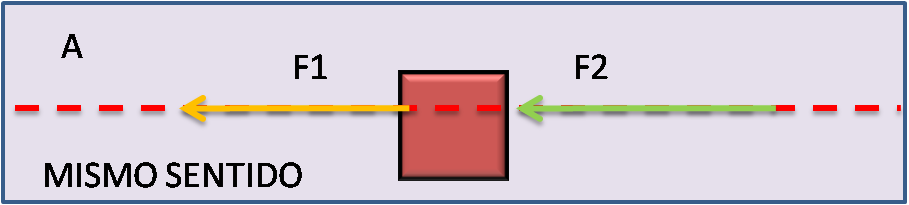 A
F1 F2
MISMO SENTIDO